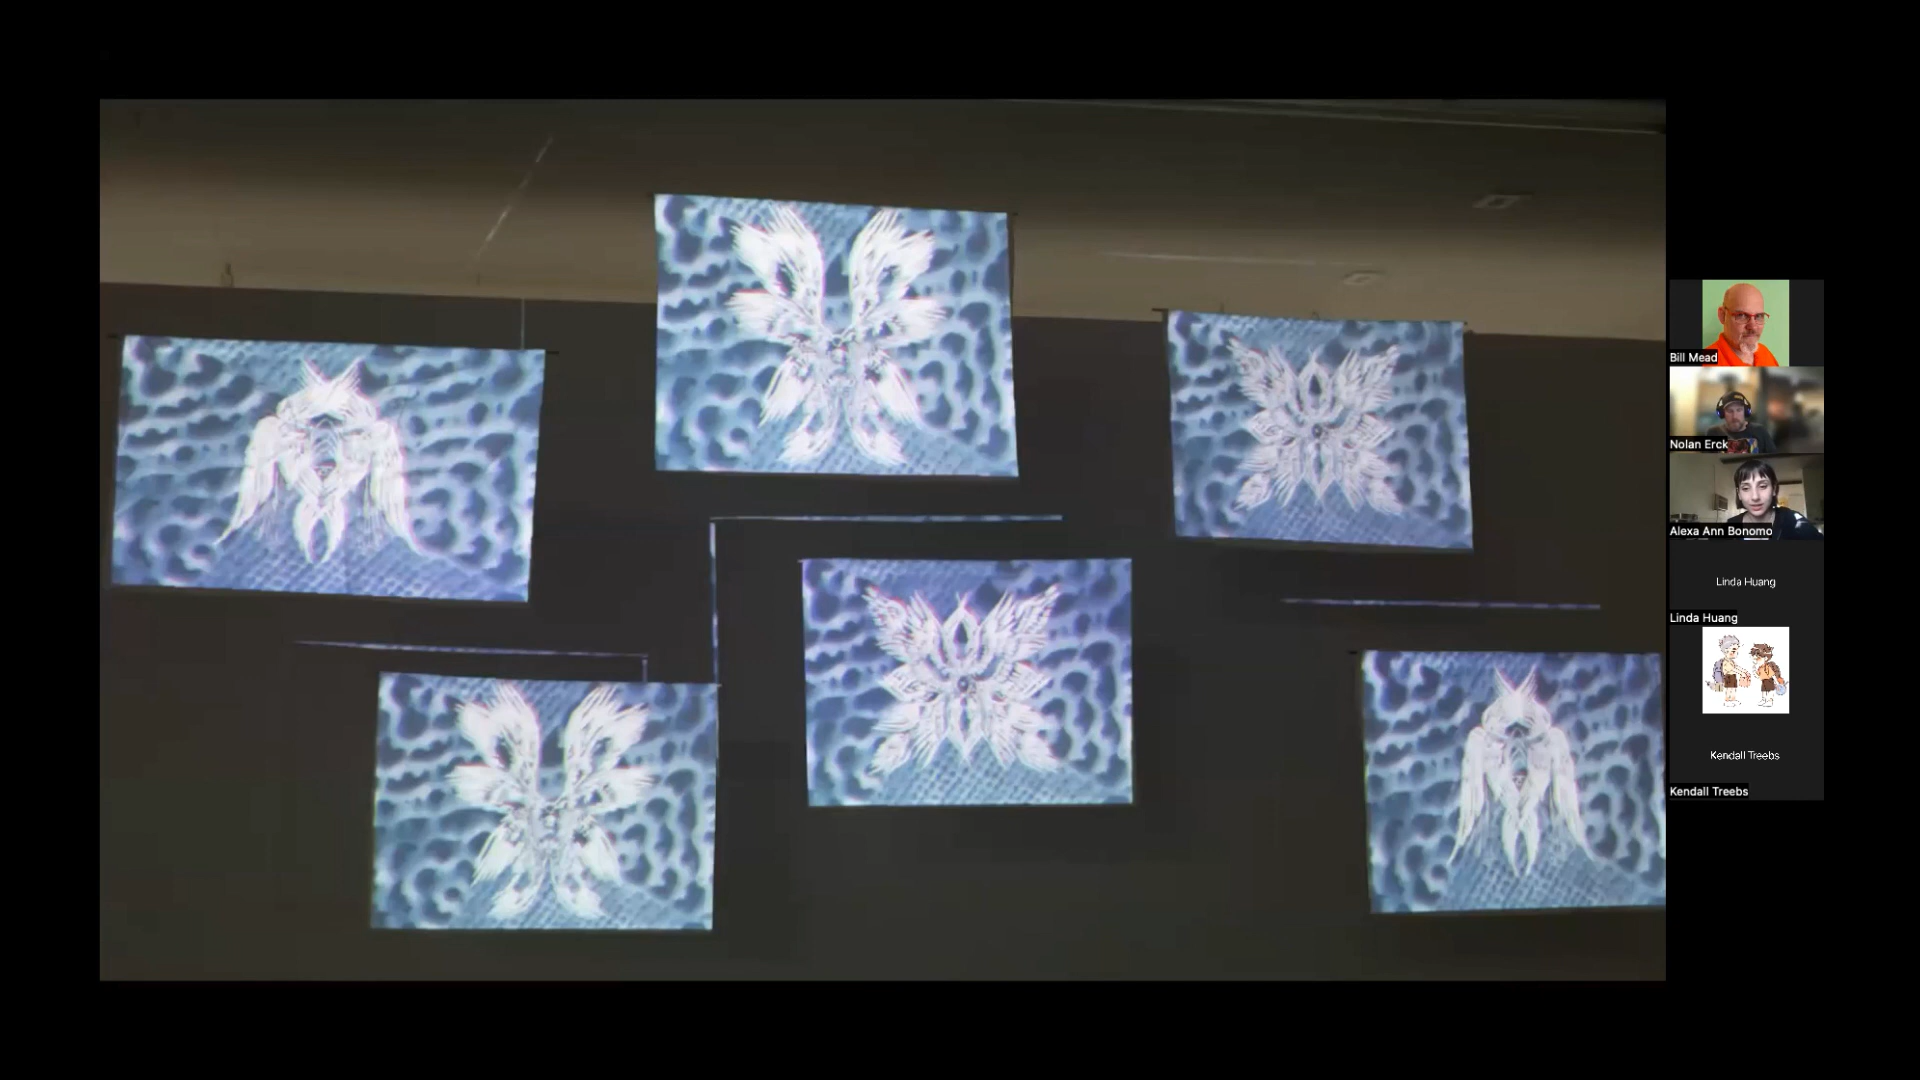 Bill Mead
Nolan Erck
Alexa Ann Bonomo
Linda Huang
Linda Huang
Kendall Treebs
Kendall Treebs